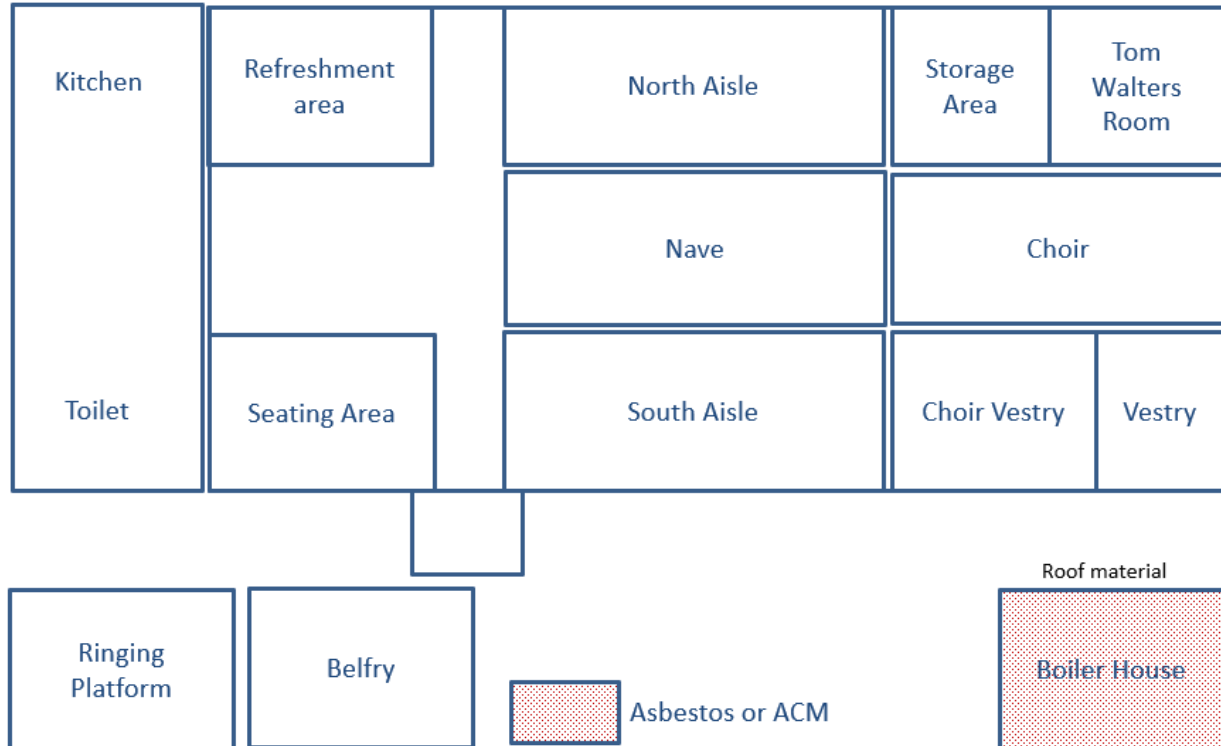 Kitchen
Refreshment
area
North Aisle
Storage
Area
Tom
Walters
Room
Nave
Choir
Toilet
Seating Area
South Aisle
Choir Vestry
Vestry
Roof material
Ringing
Platform
Belfry
Asbestos or ACM
Boiler House